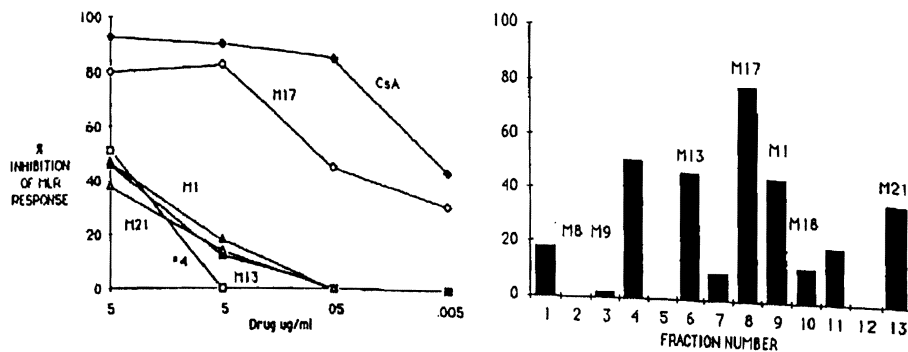 100
80
60
40
20
0
%
INHIBITION
OF MLR
RESPONSE
CsA
M17
M1
M21
*4
M13
5
5
05
.005
Drug ug/ml
100
80
60
40
20
0
M17
M13
M1
M21
M8
M9
M18
1 2 3 4 5 6 7 8 9 10 11 12 13
FRACTION NUMBER